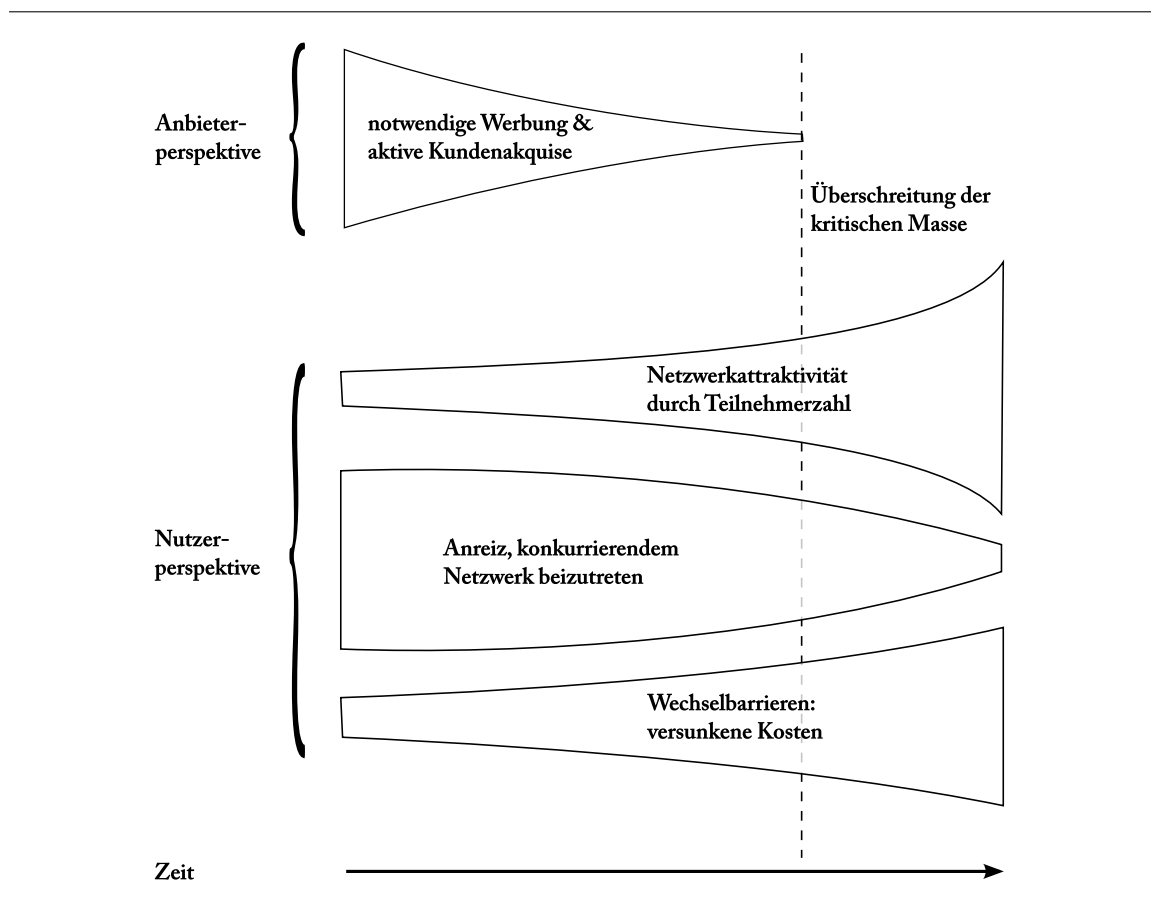 Anbieter-
perspektive
notwendige Werbung &
aktive Kundenakquise
Überschreitung der
kritischen Masse
Netzwerkattraktivität
durch Teilnehmerzahl
Nutzer-
perspektive
Anreiz, konkurrierendem
Netzwerk beizutreten
Wechselbarrieren:
versunkene Kosten
Zeit